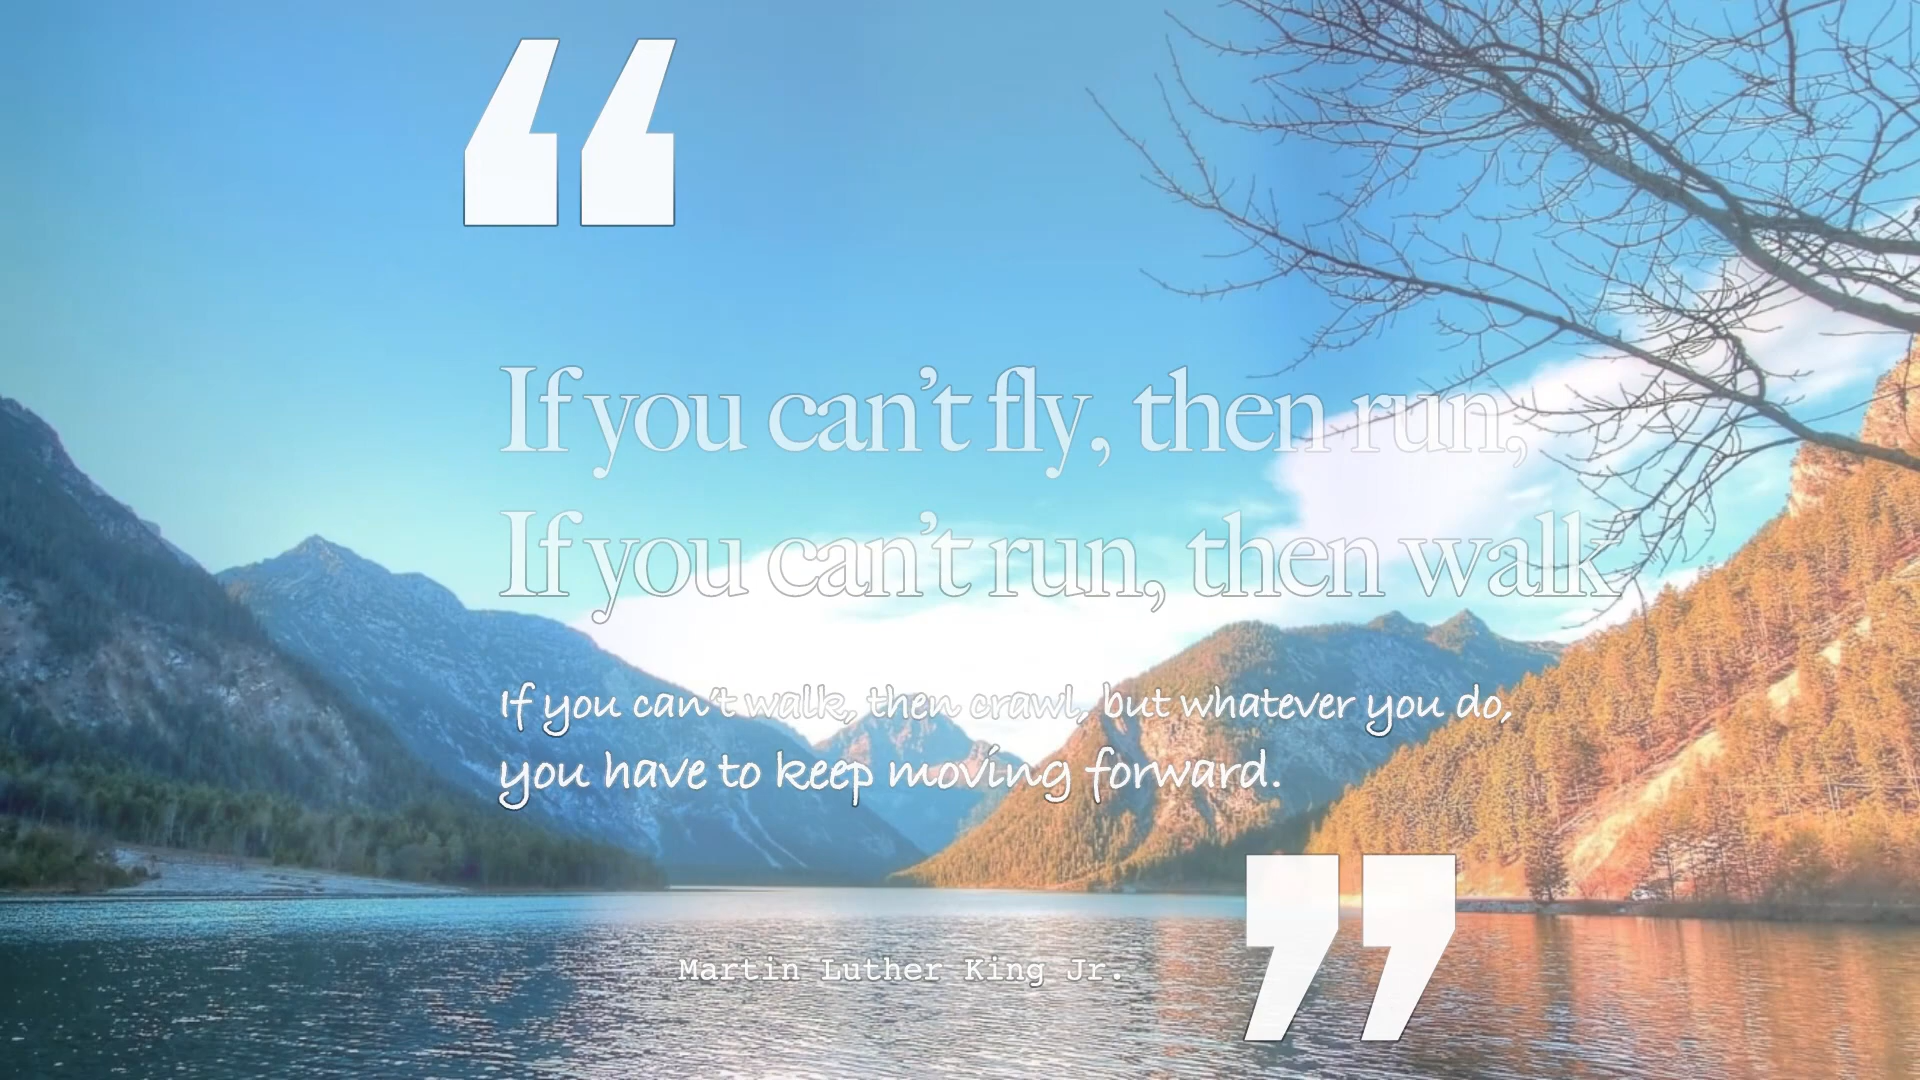 “
If you can’t fly, then run,
If you can’t run, then walk
If you can’t walk, then crawl, but whatever you do,
you have to keep moving forward.
”
Martin Luther King Jr.